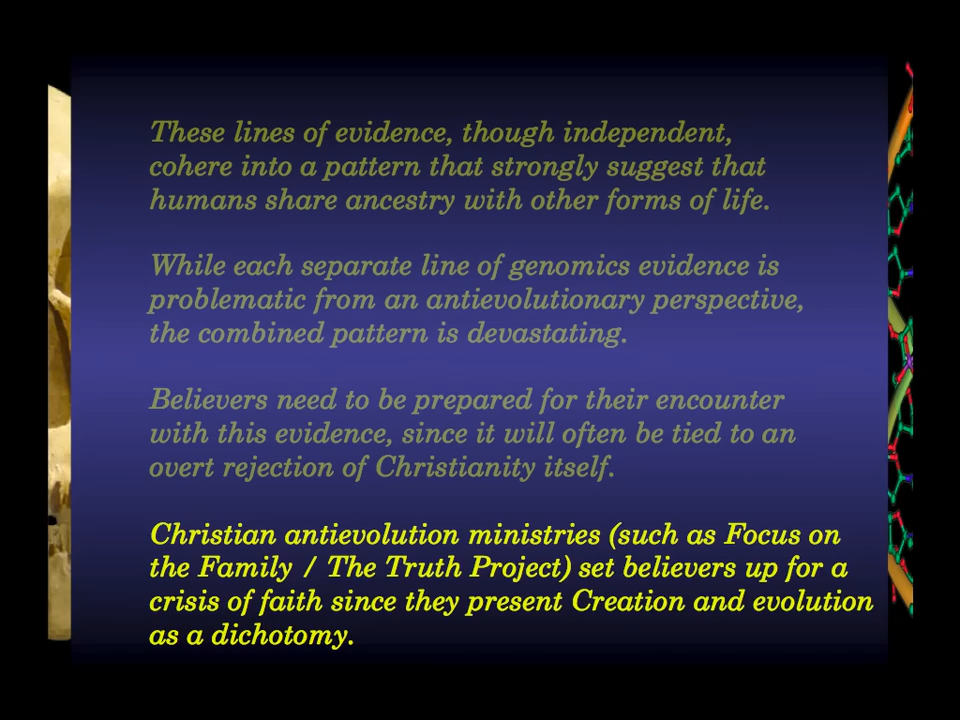 These lines of evidence, though independent,
cohere into a pattern that strongly suggest that
humans share ancestry with other forms of life.
While each separate line of genomics evidence is
problematic from an antievolutionary perspective,
the combined pattern is devastating.
Believers need to be prepared for their encounter
with this evidence, since it will often be tied to an
overt rejection of Christianity itself.
Christian antievolution ministries (such as Focus on
the Family / The Truth Project) set believers up for a
crisis of faith since they present Creation and evolution
as a dichotomy.